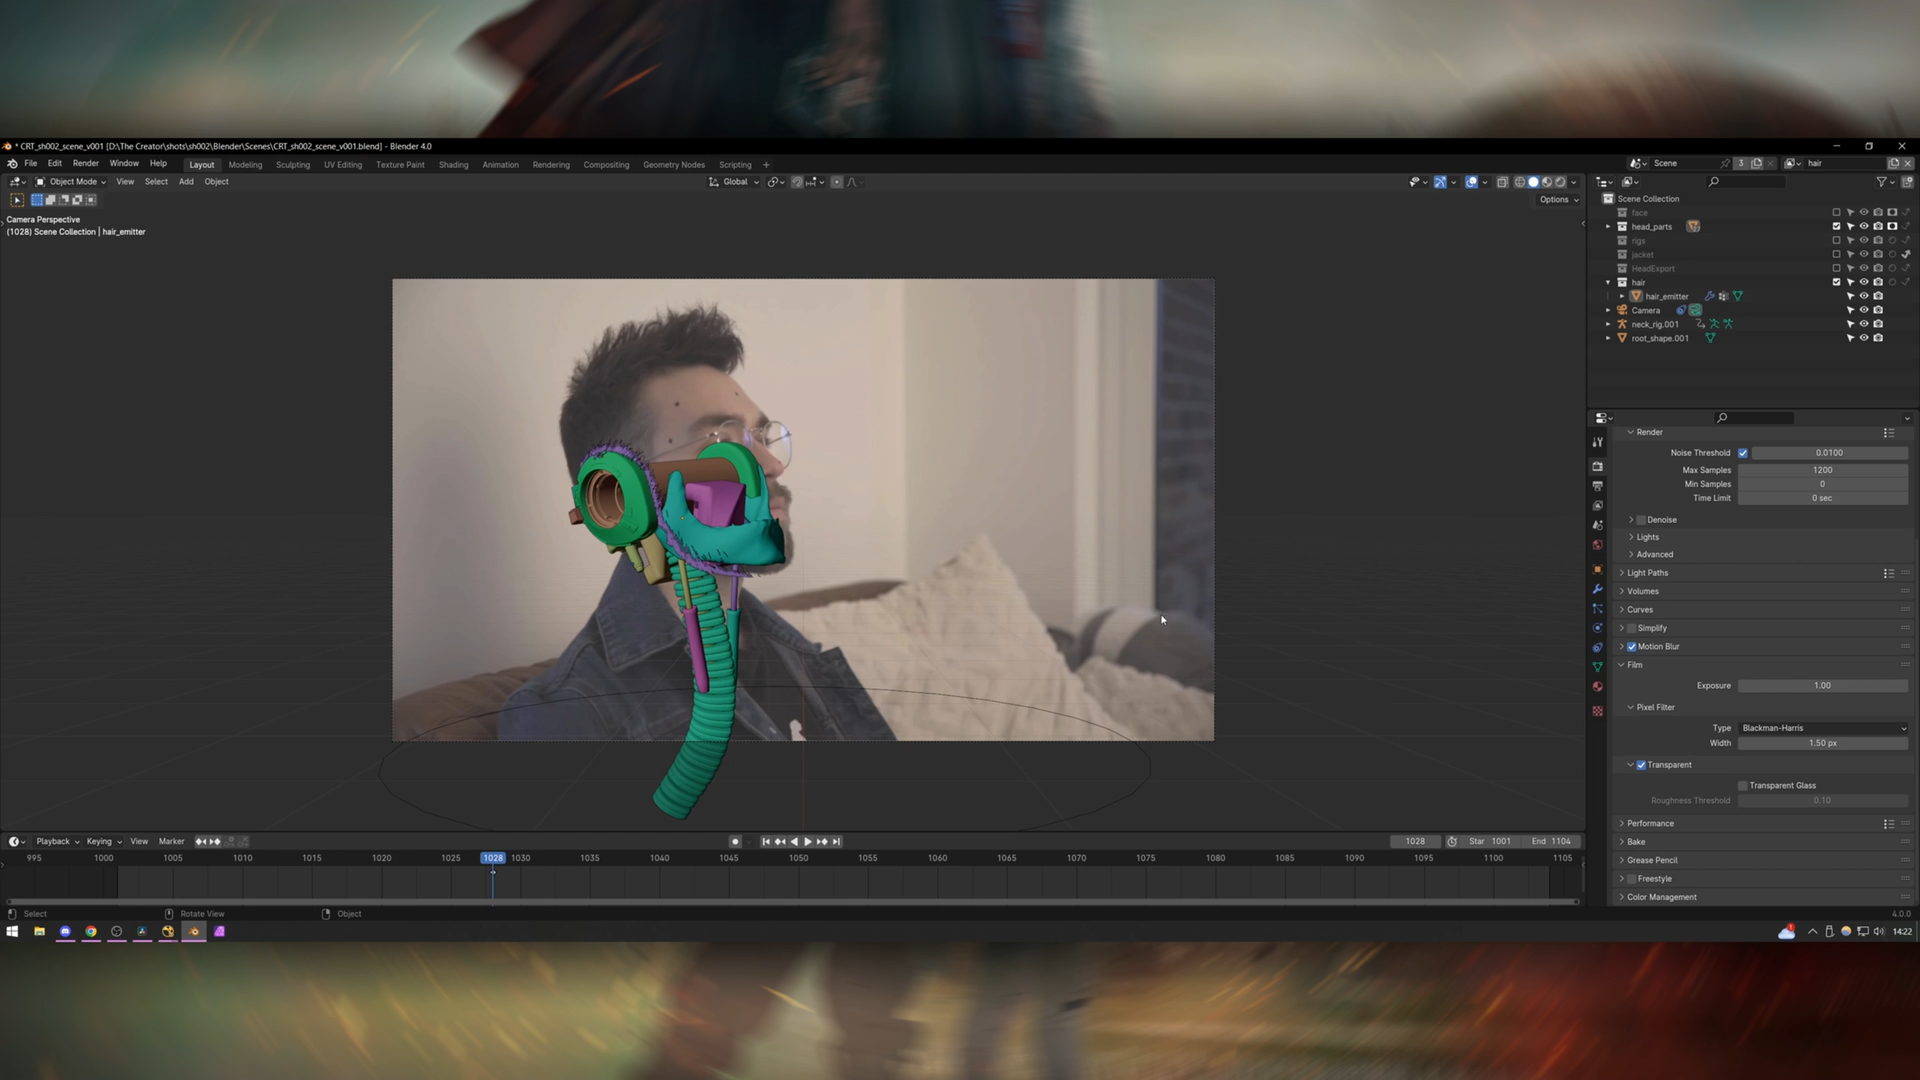 * CRT_sh002_scene_v001 [D:\The Creator\shots\sh002\Blender\Scenes\CRT_sh002_scene_v001.blend] - Blender 4.0
File Edit Render Window Help Layout Modeling Sculpting UV Editing Texture Paint Shading Animation Rendering Compositing Geometry Nodes Scripting + Scene 3 hair
Object Mode View Select Add Object Global
Options
Camera Perspective
(1028) Scene Collection | hair_emitter
Scene Collection
face
head_parts
rigs
jacket
HeadExport
hair
hair_emitter
Camera
neck_rig.001
root_shape.001
Render
Noise Threshold 0.0100
Max Samples 1200
Min Samples 0
Time Limit 0 sec
Denoise
Lights
Advanced
Light Paths
Volumes
Curves
Simplify
Motion Blur
Film
Exposure 1.00
Pixel Filter
Type Blackman-Harris
Width 1.50 px
Transparent
Transparent Glass
Roughness Threshold 0.10
Performance
Bake
Grease Pencil
Freestyle
Color Management
Playback Keying View Marker 1028 Star 1001 End 1104
995 1000 1005 1010 1015 1020 1025 1028 1030 1035 1040 1045 1050 1055 1060 1065 1070 1075 1080 1085 1090 1095 1100 1105
Select Rotate View Object 4.0.0
14:22